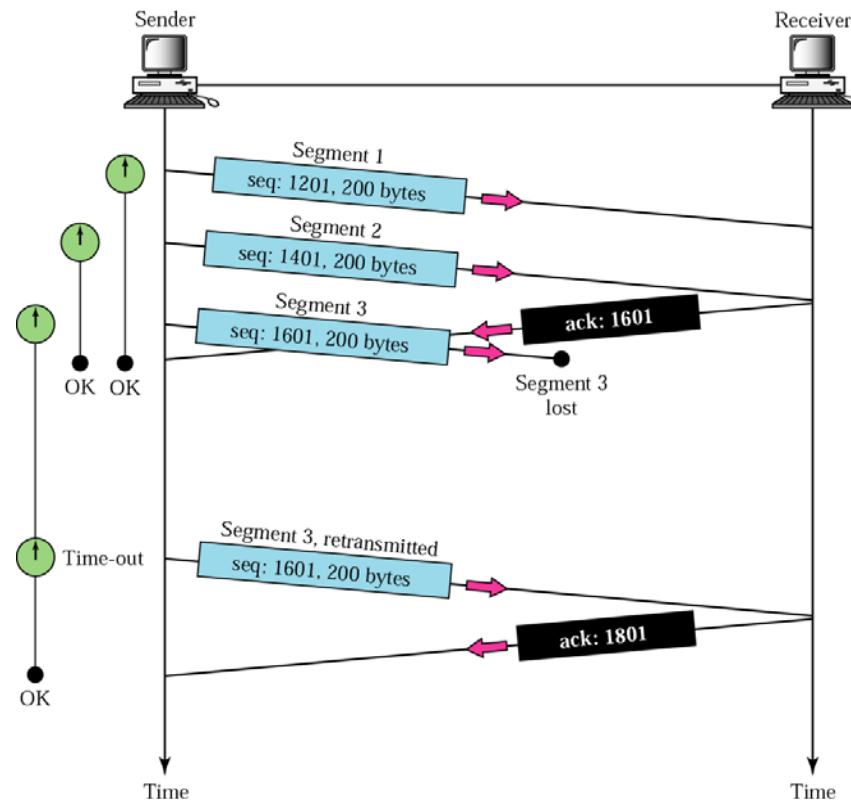 Sender
Receiver
Segment 1
seq: 1201, 200 bytes
Segment 2
seq: 1401, 200 bytes
Segment 3
seq: 1601, 200 bytes
ack: 1601
OK
OK
Segment 3
lost
Segment 3, retransmitted
Time-out
seq: 1601, 200 bytes
ack: 1801
OK
Time
Time